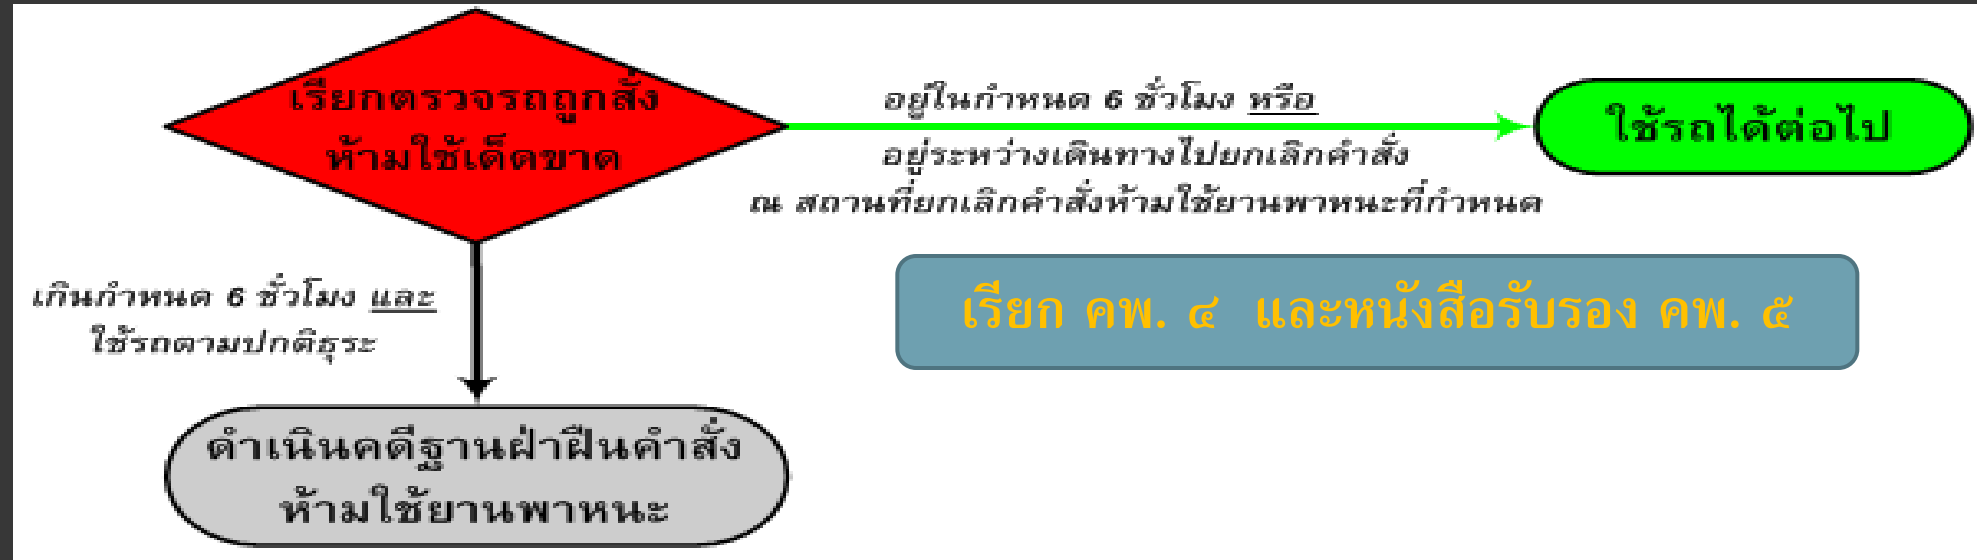 เรียกตรวจรถถูกสั่ง
ห้ามใช้เด็ดขาด
อยู่ในกำหนด 6 ชั่วโมง หรือ
อยู่ระหว่างเดินทางไปยกเลิกคำสั่ง
ณ สถานที่ยกเลิกคำสั่งห้ามใช้ยานพาหนะที่กำหนด
ใช้รถได้ต่อไป
เรียก คพ. ๔ และหนังสือรับรอง คพ. ๕
เกินกำหนด 6 ชั่วโมง และ
ใช้รถตามปกติธุระ
ดำเนินคดีฐานฝ่าฝืนคำสั่ง
ห้ามใช้ยานพาหนะ